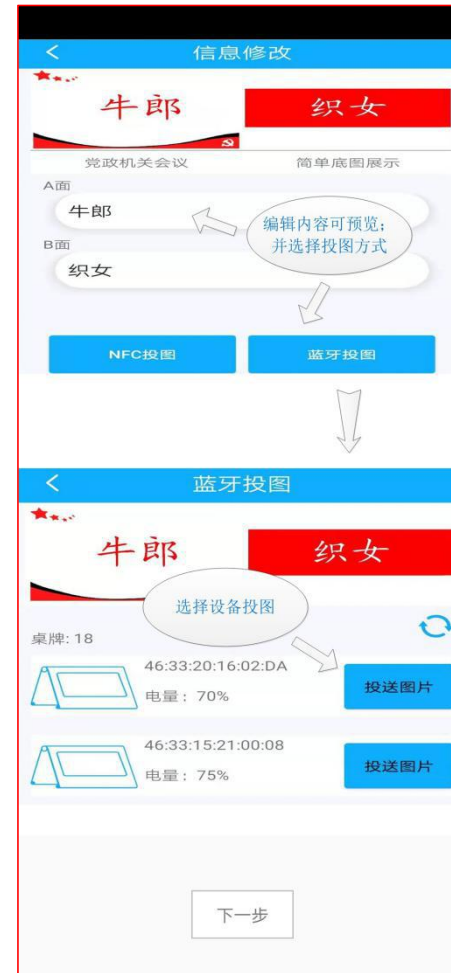 信息修改
牛郎
织女
党政机关会议
简单底图展示
A面
牛郎
编辑内容可预览;
并选择投图方式
B面
织女
NFC投图
蓝牙投图
蓝牙投图
牛郎
织女
选择设备投图
桌牌: 18
46:33:20:16:02:DA
电量: 70%
投送图片
46:33:15:21:00:08
电量: 75%
投送图片
下一步